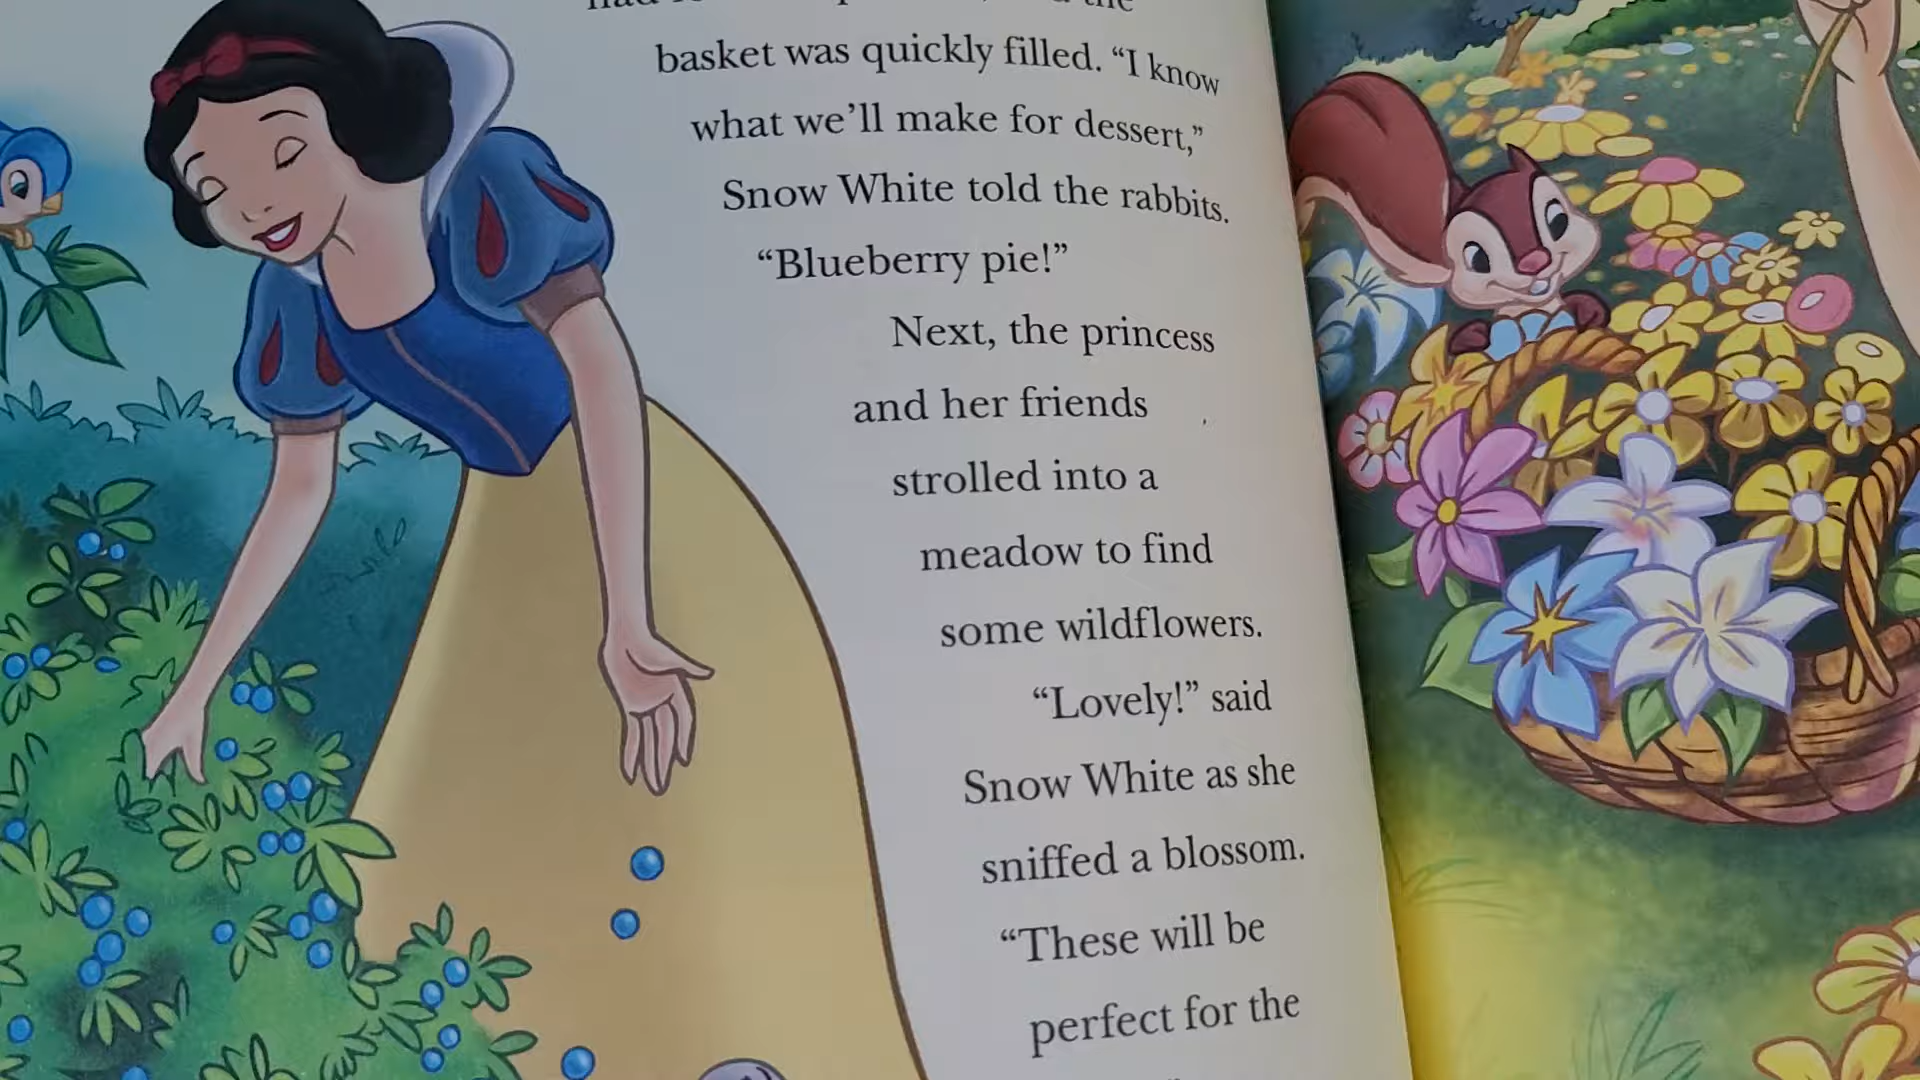 the
basket was quickly filled. “I know
what we’ll make for dessert,”
Snow White told the rabbits.
“Blueberry pie!”
Next, the princess
and her friends
strolled into a
meadow to find
some wildflowers.
“Lovely!” said
Snow White as she
sniffed a blossom.
“These will be
perfect for the